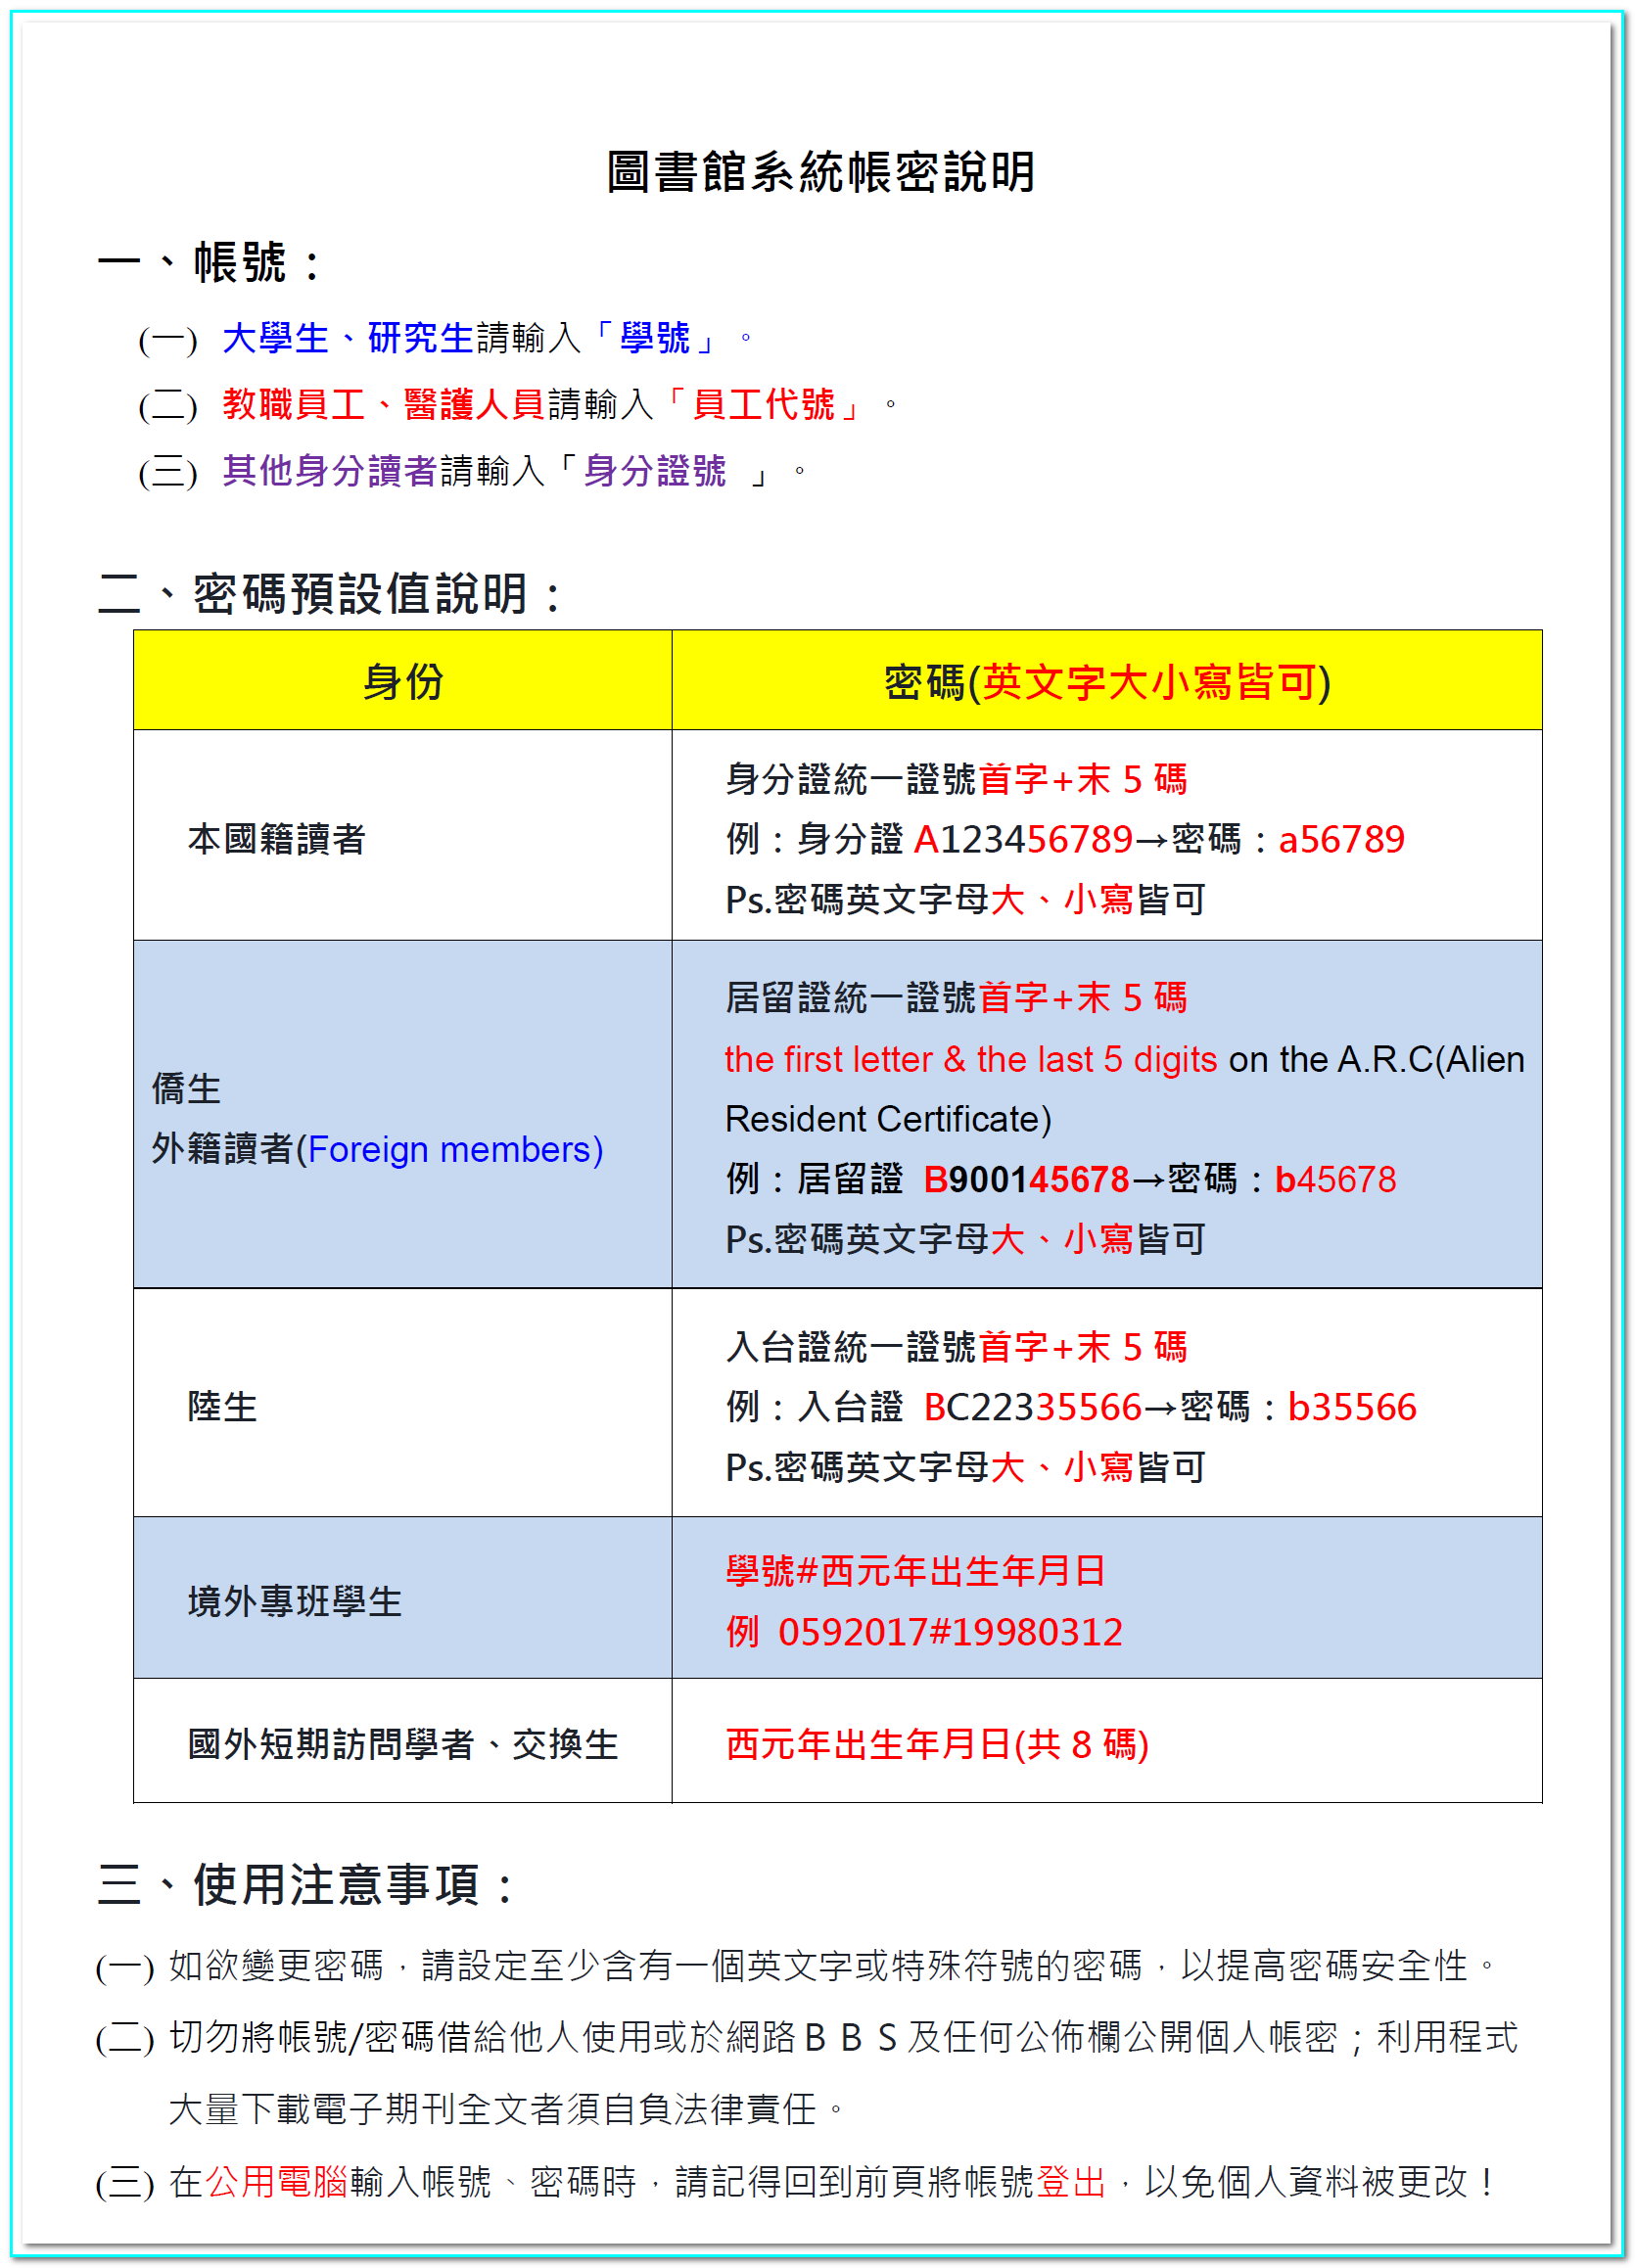 圖書館系統帳密說明
一、帳號：
(一) 大學生、研究生請輸入「學號」。
(二) 教職員工、醫護人員請輸入「員工代號」。
(三) 其他身分讀者請輸入「身分證號 」。
二、密碼預設值說明：
身份
密碼(英文字大小寫皆可)
本國籍讀者
身分證統一證號首字+末 5 碼
例：身分證 A123456789→密碼：a56789
Ps.密碼英文字母大、小寫皆可
僑生
外籍讀者(Foreign members)
居留證統一證號首字+末 5 碼
the first letter & the last 5 digits on the A.R.C(Alien
Resident Certificate)
例：居留證 B900145678→密碼：b45678
Ps.密碼英文字母大、小寫皆可
陸生
入台證統一證號首字+末 5 碼
例：入台證 BC22335566→密碼：b35566
Ps.密碼英文字母大、小寫皆可
境外專班學生
學號#西元年出生年月日
例 0592017#19980312
國外短期訪問學者、交換生
西元年出生年月日(共 8 碼)
三、使用注意事項：
(一) 如欲變更密碼，請設定至少含有一個英文字或特殊符號的密碼，以提高密碼安全性。
(二) 切勿將帳號/密碼借給他人使用或於網路ＢＢＳ及任何公佈欄公開個人帳密；利用程式
大量下載電子期刊全文者須自負法律責任。
(三) 在公用電腦輸入帳號、密碼時，請記得回到前頁將帳號登出，以免個人資料被更改！